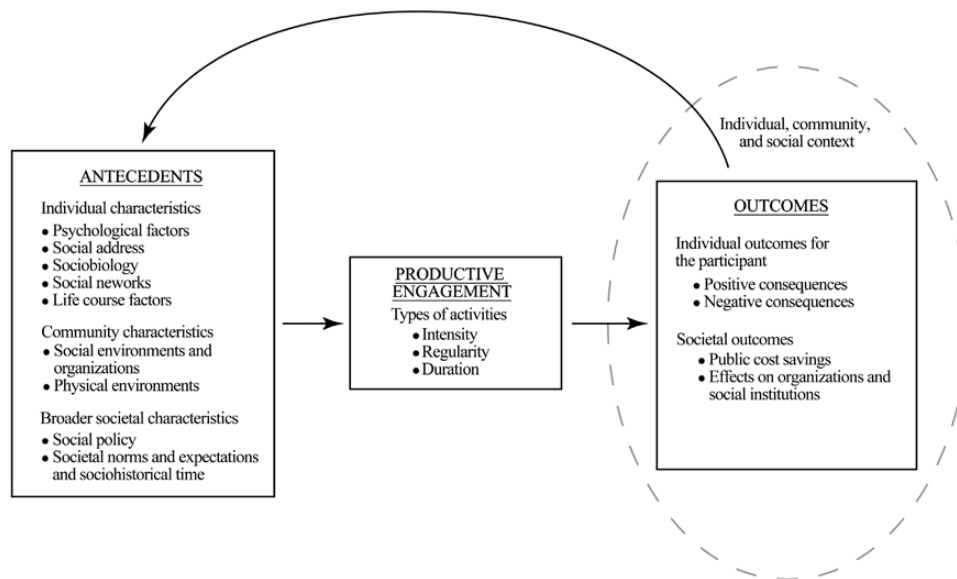 Individual, community,
and social context
ANTECEDENTS
Individual characteristics
• Psychological factors
• Social address
• Sociobiology
• Social neworks
• Life course factors
Community characteristics
• Social environments and
organizations
• Physical environments
Broader societal characteristics
• Social policy
• Societal norms and expectations
and sociohistorical time
PRODUCTIVE
ENGAGEMENT
Types of activities
• Intensity
• Regularity
• Duration
OUTCOMES
Individual outcomes for
the participant
• Positive consequences
• Negative consequences
Societal outcomes
• Public cost savings
• Effects on organizations and
social institutions